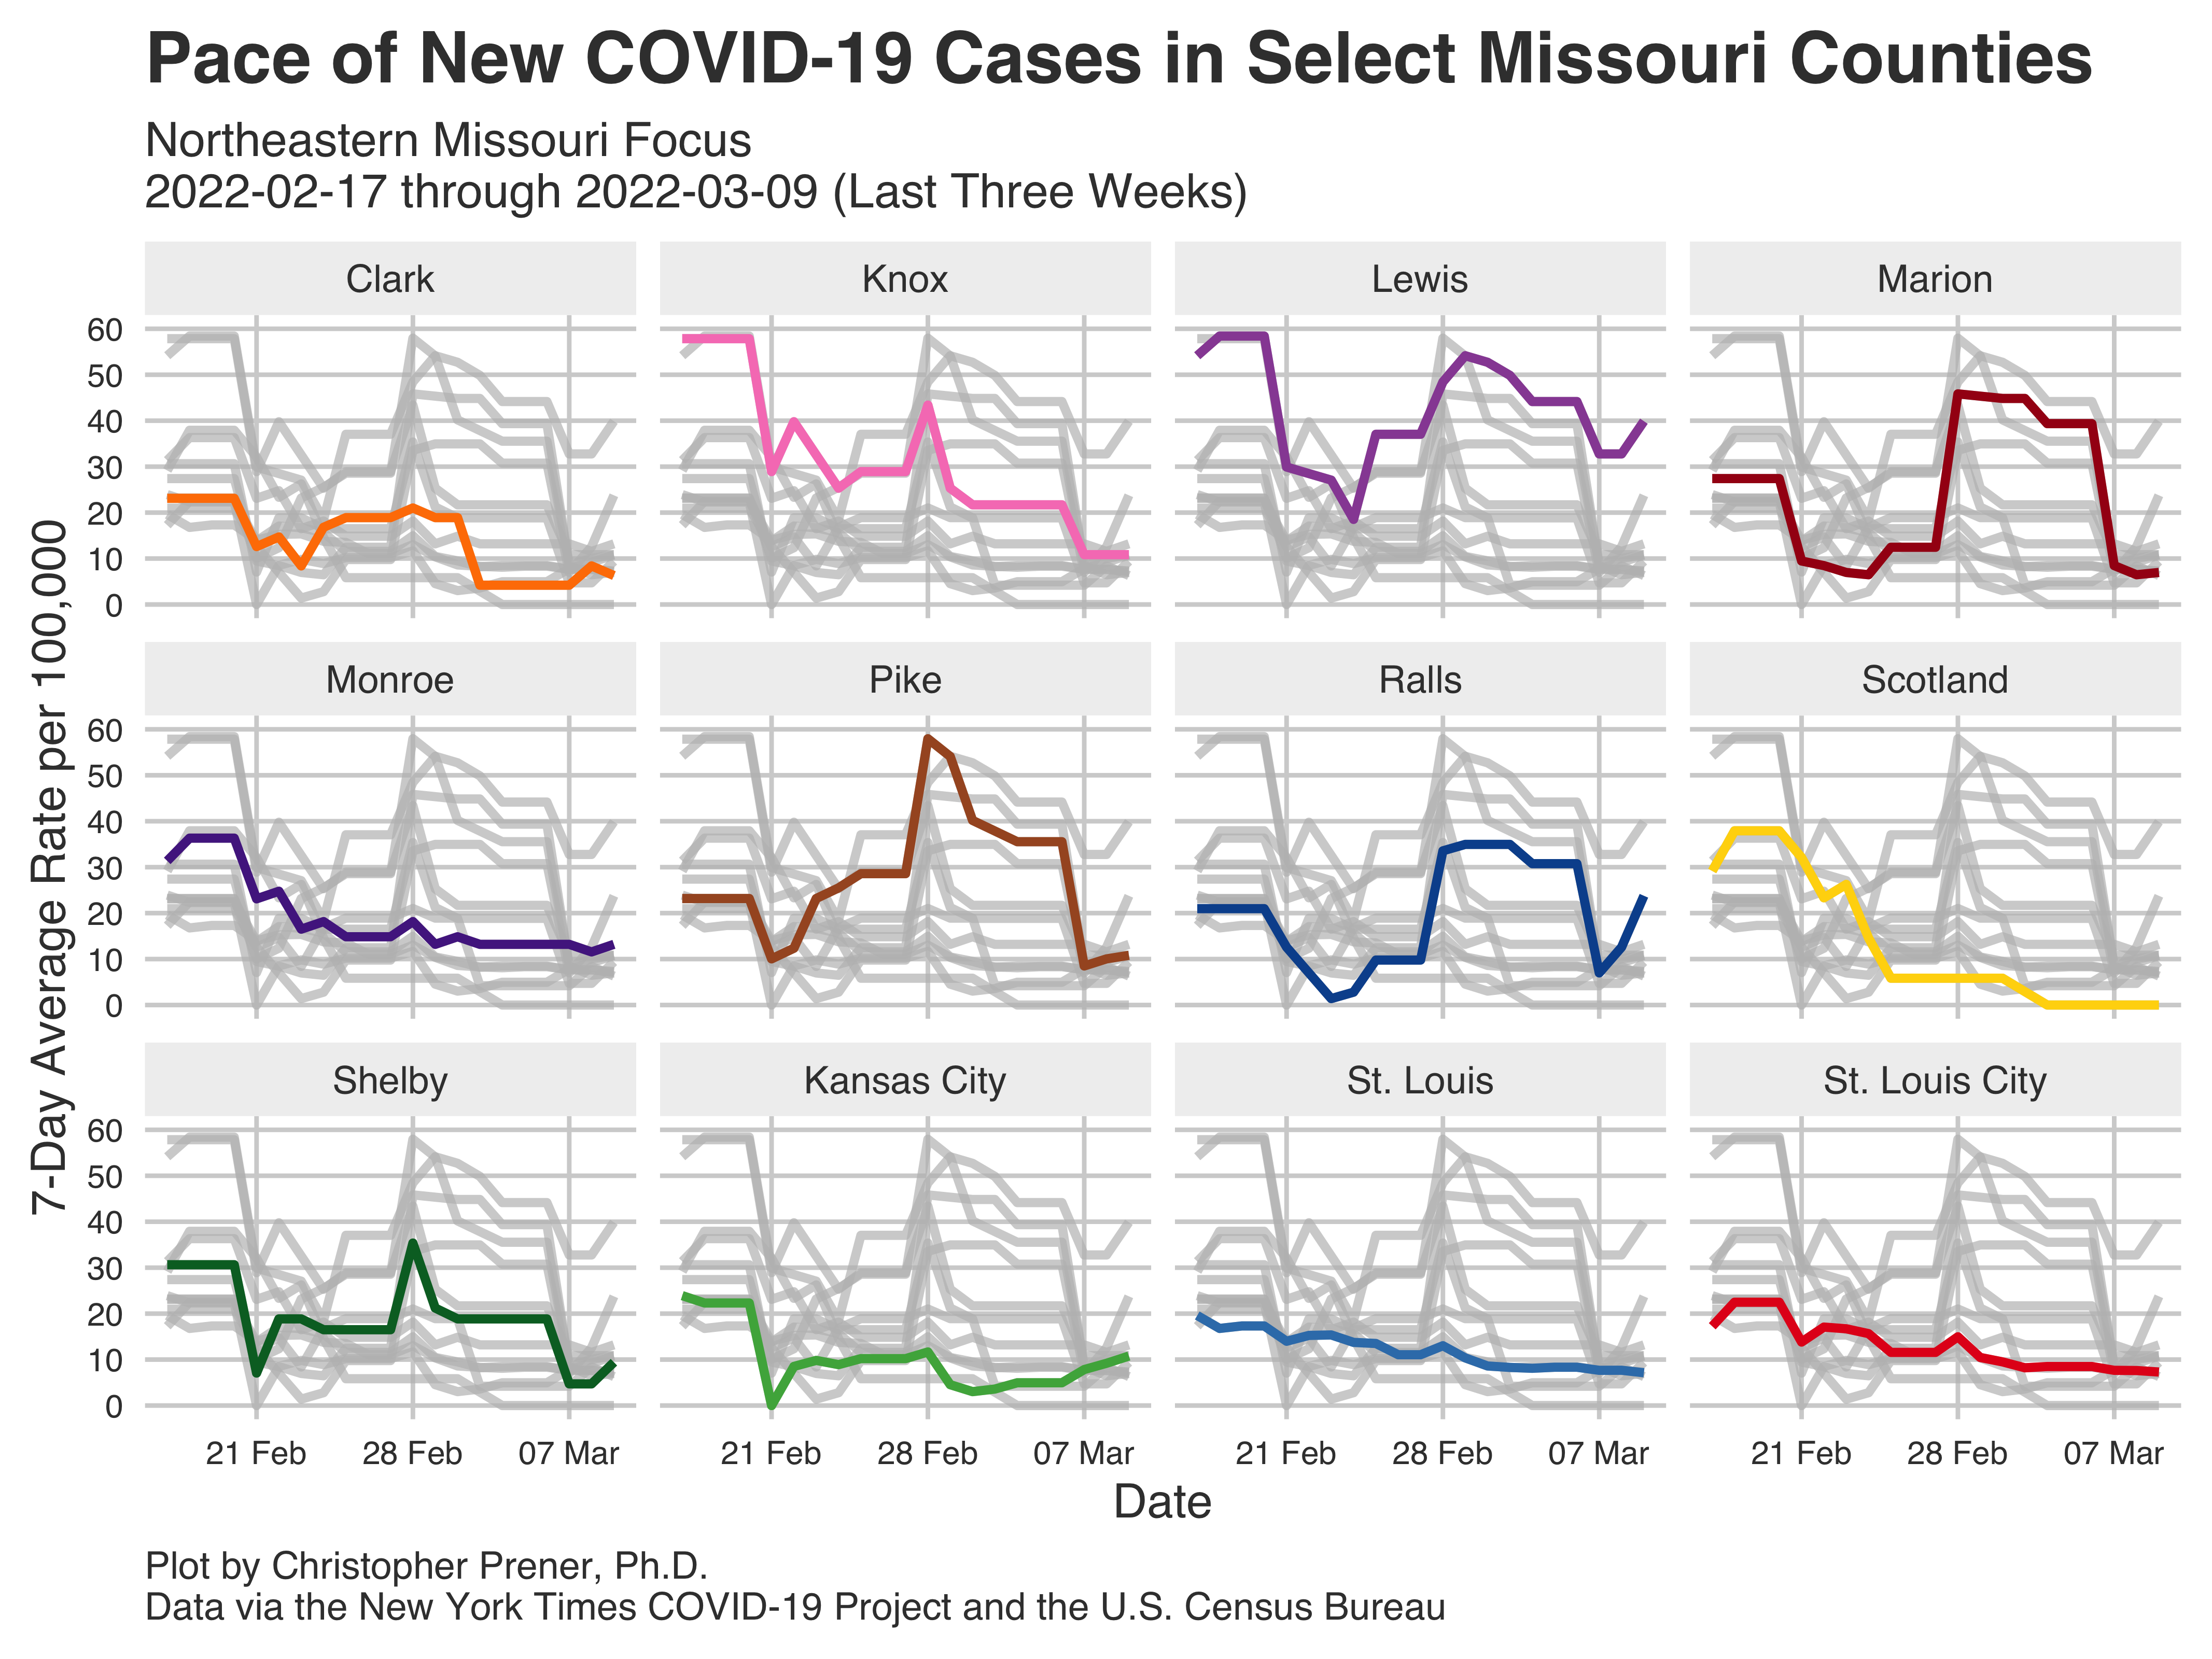 Pace of New COVID-19 Cases in Select Missouri Counties
Northeastern Missouri Focus
2022-02-17 through 2022-03-09 (Last Three Weeks)
7-Day Average Rate per 100,000
Clark
Knox
Lewis
Marion
60
50
40
30
20
10
0
Monroe
Pike
Ralls
Scotland
60
50
40
30
20
10
0
Shelby
Kansas City
St. Louis
St. Louis City
60
50
40
30
20
10
0
21 Feb 28 Feb 07 Mar
21 Feb 28 Feb 07 Mar
21 Feb 28 Feb 07 Mar
21 Feb 28 Feb 07 Mar
Date
Plot by Christopher Prener, Ph.D.
Data via the New York Times COVID-19 Project and the U.S. Census Bureau